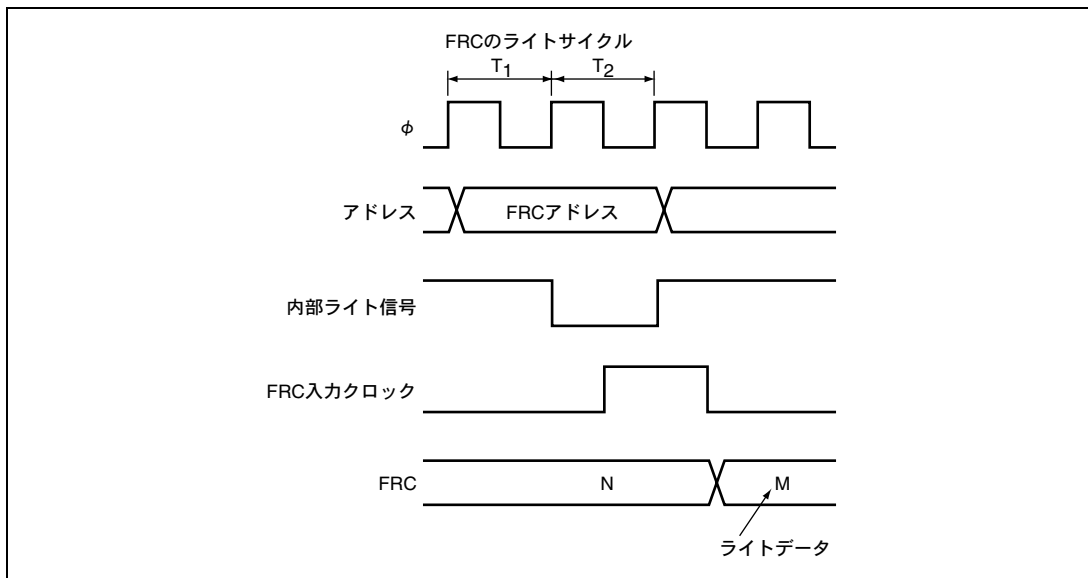 FRCのライトサイクル
T1 T2
φ
アドレス FRCアドレス
内部ライト信号
FRC入力クロック
FRC N M
ライトデータ